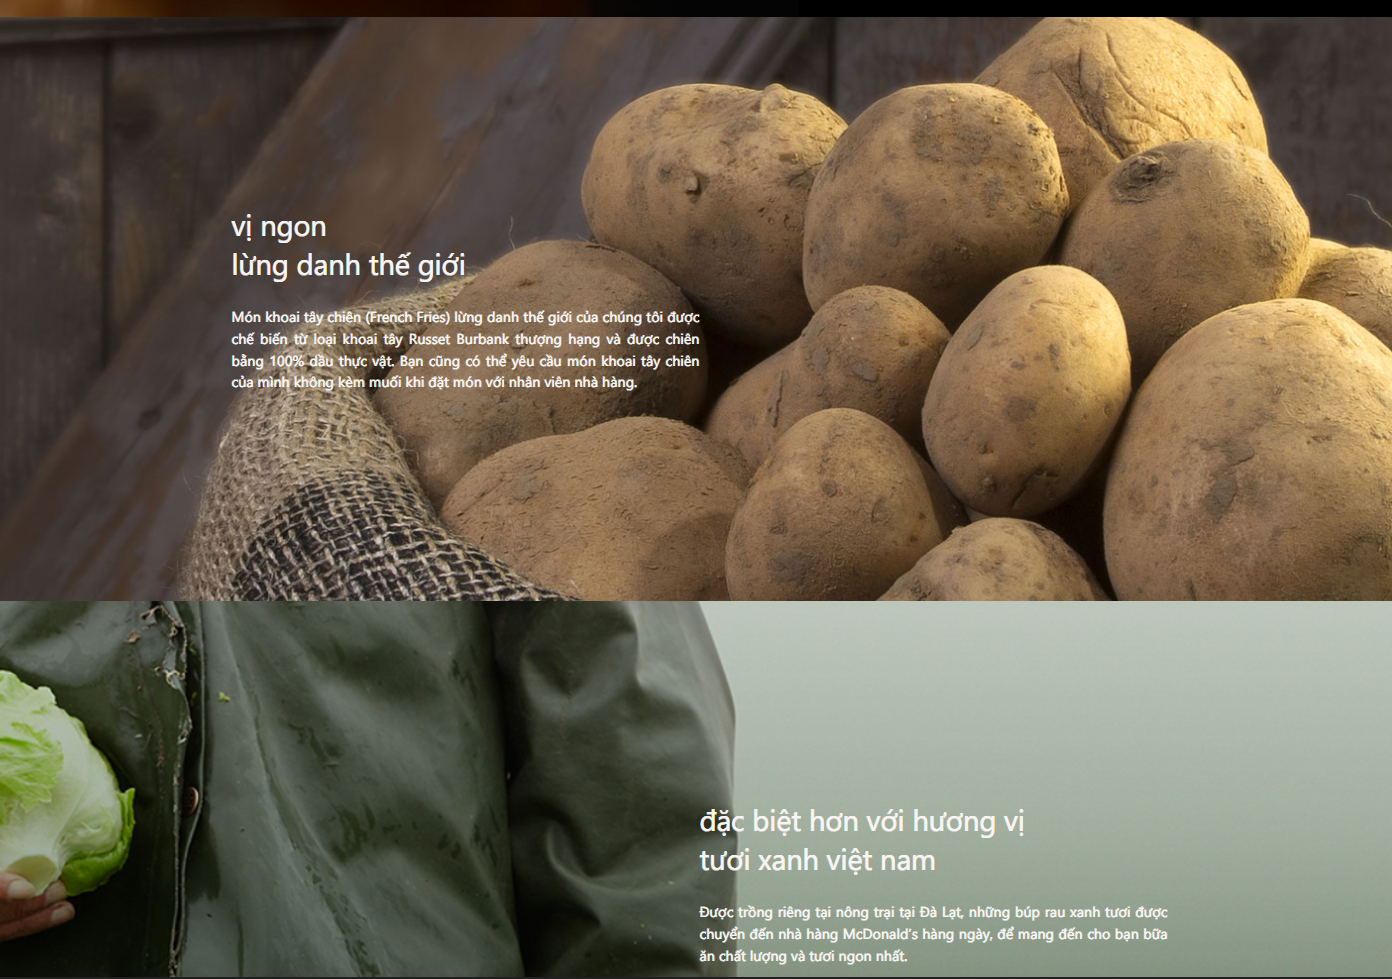 vị ngon
lừng danh thế giới
Món khoai tây chiên (French Fries) lừng danh thế giới của chúng tôi được
chế biến từ loại khoai tây Russet Burbank thượng hạng và được chiên
bằng 100% dầu thực vật. Bạn cũng có thể yêu cầu món khoai tây chiên
của mình không kèm muối khi đặt món với nhân viên nhà hàng.
đặc biệt hơn với hương vị
tươi xanh việt nam
Được trồng riêng tại nông trại tại Đà Lạt, những búp rau xanh tươi được
chuyển đến nhà hàng McDonald's hàng ngày, để mang đến cho bạn bữa
ăn chất lượng và tươi ngon nhất.